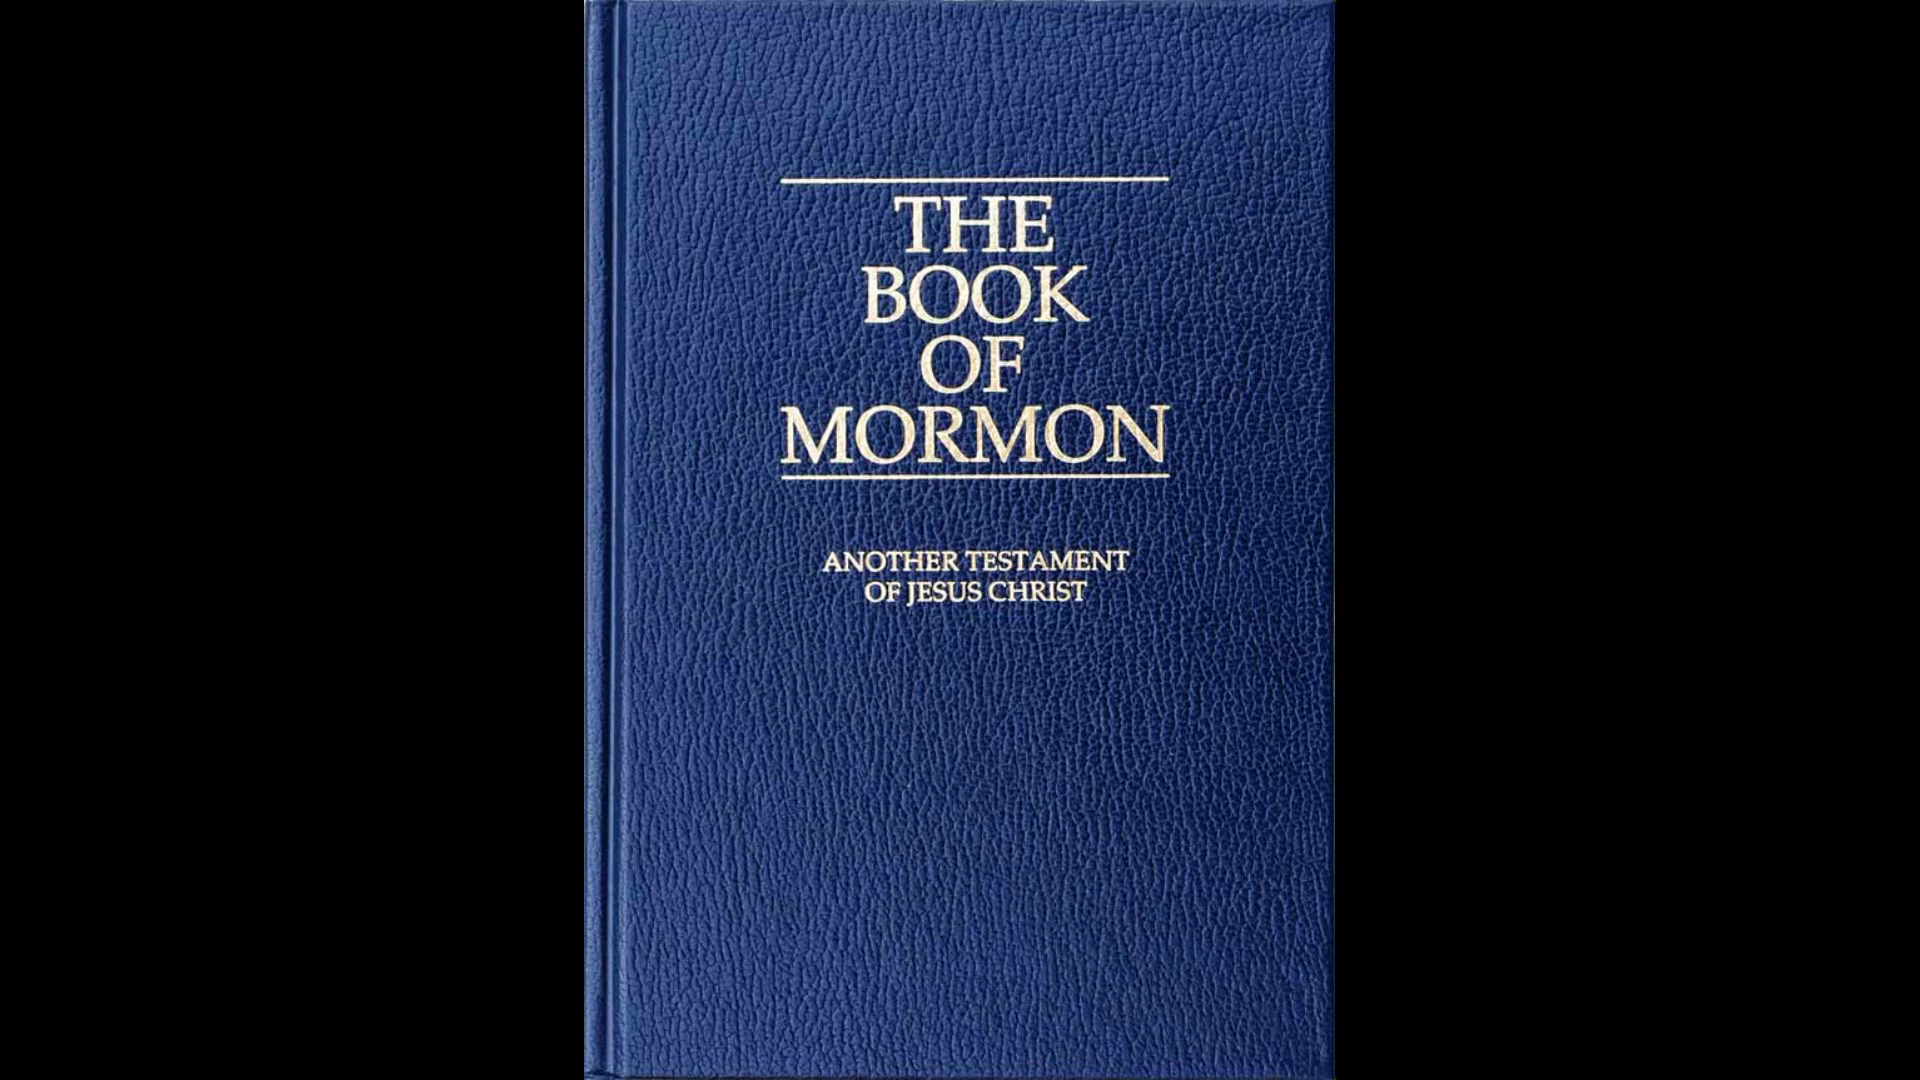 THE
BOOK
OF
MORMON
ANOTHER TESTAMENT
OF JESUS CHRIST